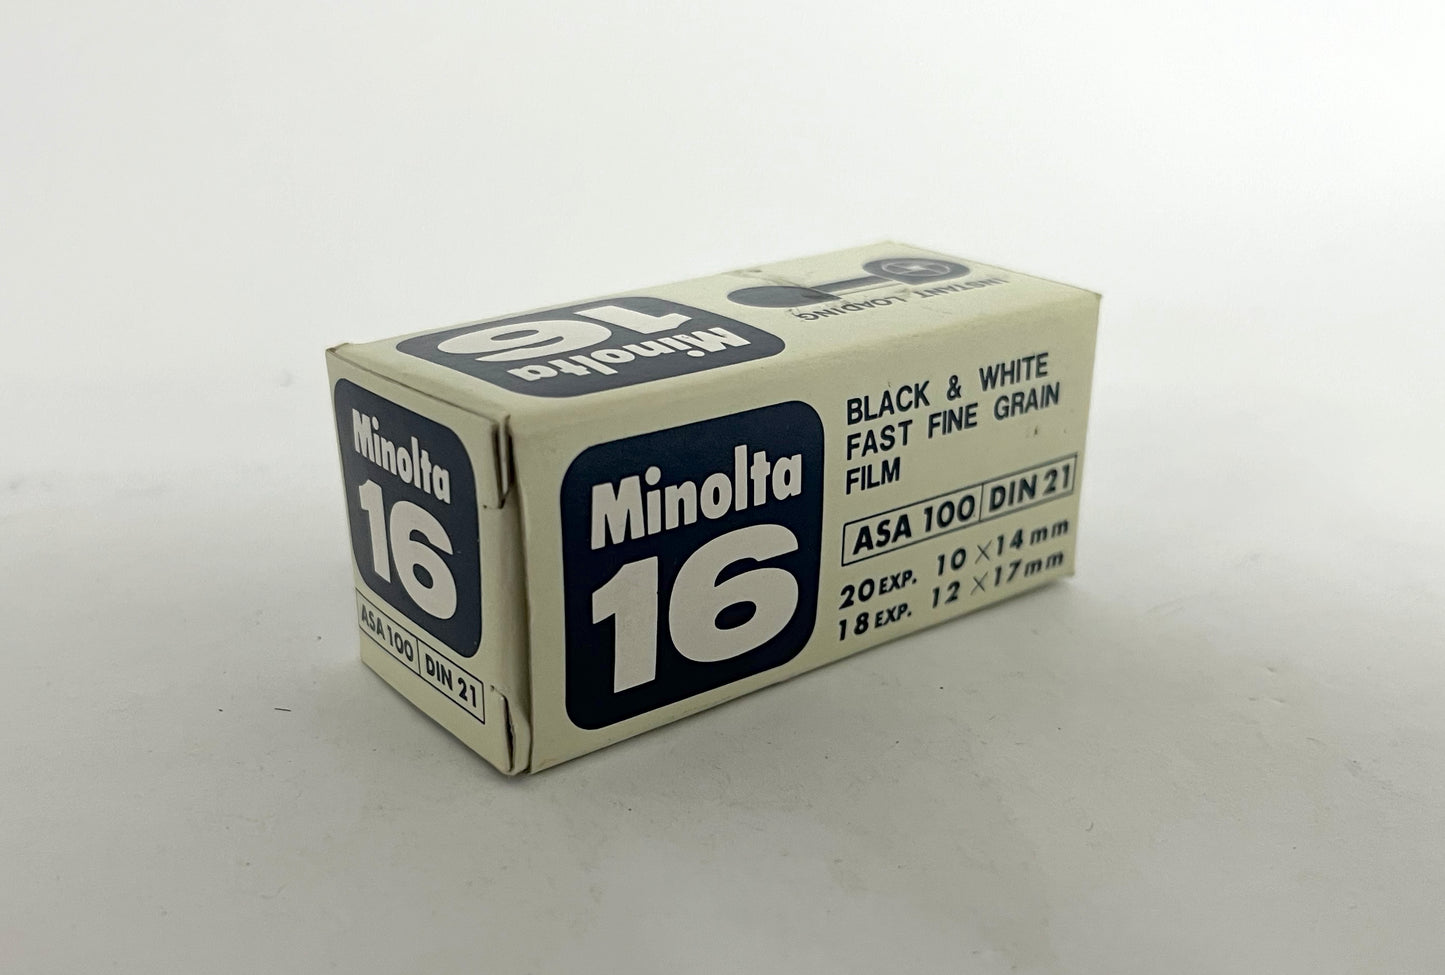 Minolta
16
INSTANT LOADING
Minolta
16
ASA 100 DIN 21
Minolta
16
BLACK & WHITE
FAST FINE GRAIN
FILM
ASA 100 DIN 21
20 EXP. 10 × 14 mm
18 EXP. 12 × 17 mm